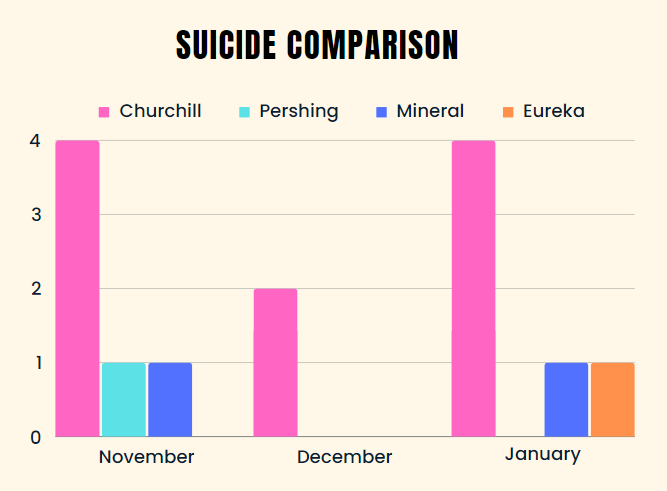 SUICIDE COMPARISON
Churchill Pershing Mineral Eureka
4
3
2
1
0
November December January